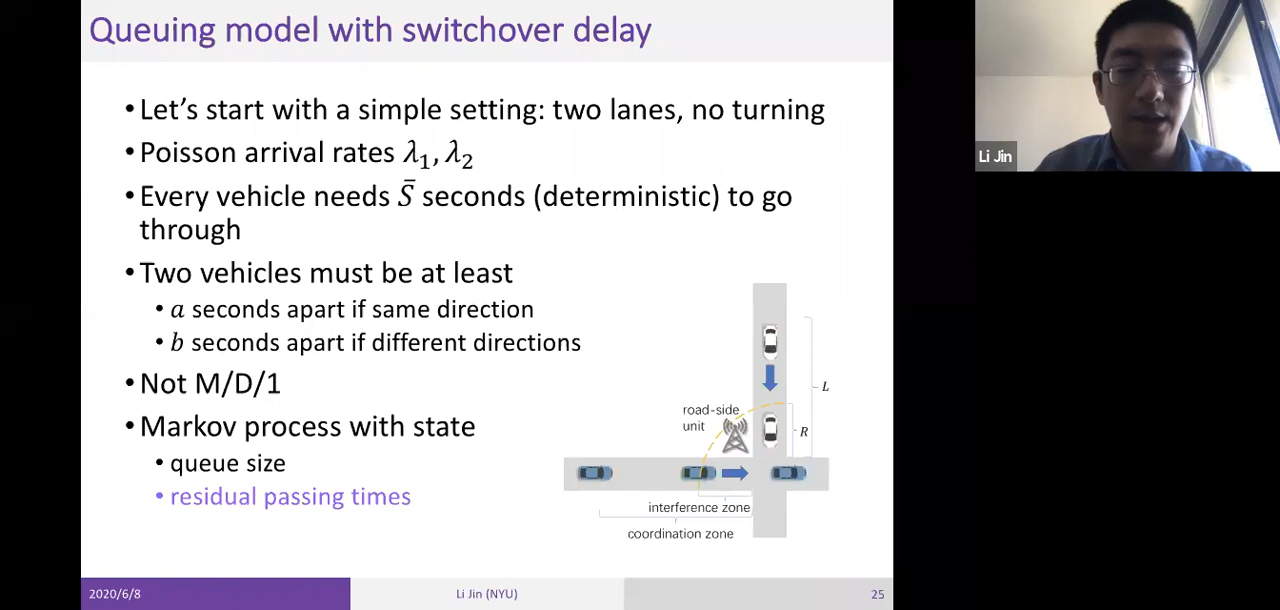 Queuing model with switchover delay
• Let’s start with a simple setting: two lanes, no turning
• Poisson arrival rates λ₁, λ₂
• Every vehicle needs S̄ seconds (deterministic) to go
through
• Two vehicles must be at least
• a seconds apart if same direction
• b seconds apart if different directions
• Not M/D/1
• Markov process with state
• queue size
• residual passing times
road-side
unit
L
R
interference zone
coordination zone
2020/6/8
Li Jin (NYU)
25
Li Jin